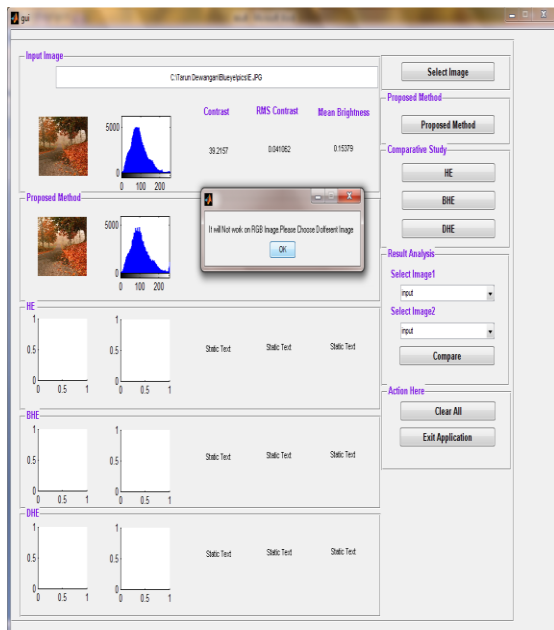 gui
Input Image
C:\Tarun Dewangan\Blueye\pics\E.JPG
Contrast RMS Contrast Mean Brightness
39.2157 0.041062 0.15379
5000
0
0 100 200
Proposed Method
5000
0
0 100 200
It will Not work on RGB Image.Please Choose Dofferent Image
OK
HE
1 1
0.5 0.5
0 0
0 0.5 1 0 0.5 1
Static Text Static Text Static Text
BHE
1 1
0.5 0.5
0 0
0 0.5 1 0 0.5 1
Static Text Static Text Static Text
DHE
1 1
0.5 0.5
0 0
0 0.5 1 0 0.5 1
Static Text Static Text Static Text
Select Image
Proposed Method
Proposed Method
Comparative Study
HE
BHE
DHE
Result Analysis
Select Image1
input
Select Image2
input
Compare
Action Here
Clear All
Exit Application